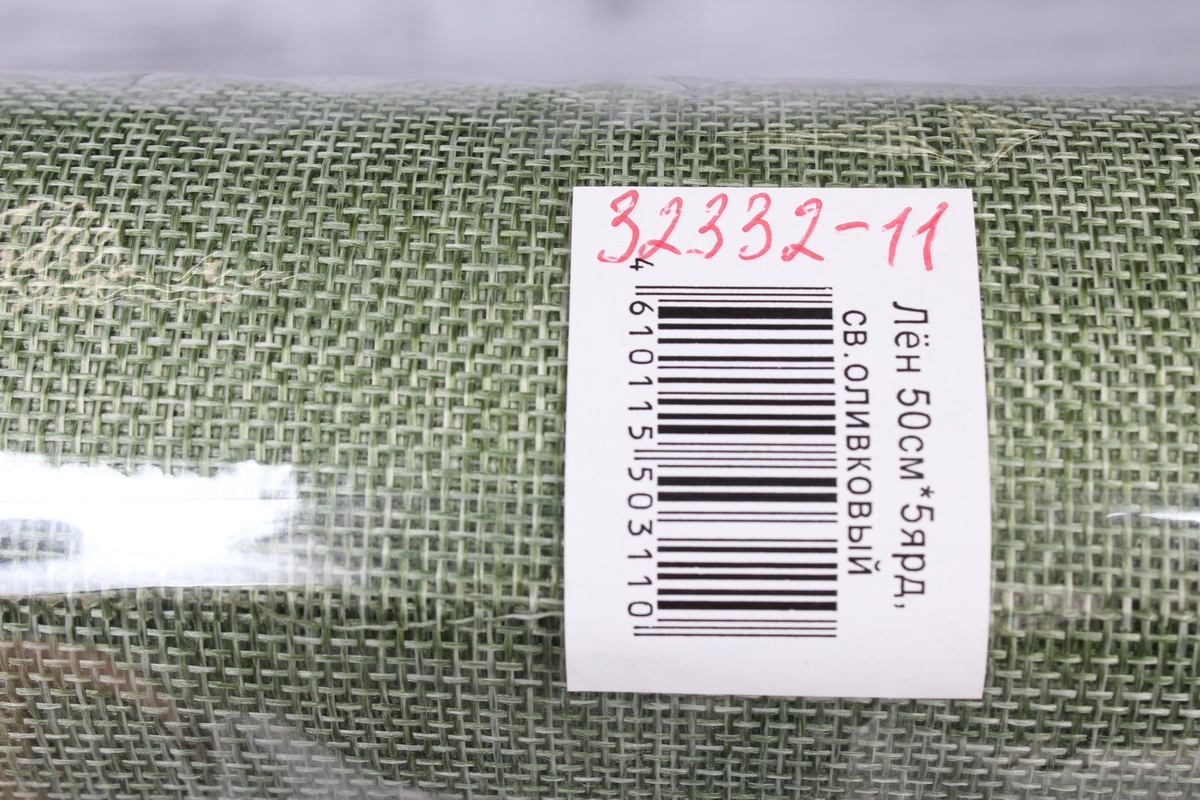 32332-11
Лён 50см*5ярд,
св.оливковый
4 610115 503110